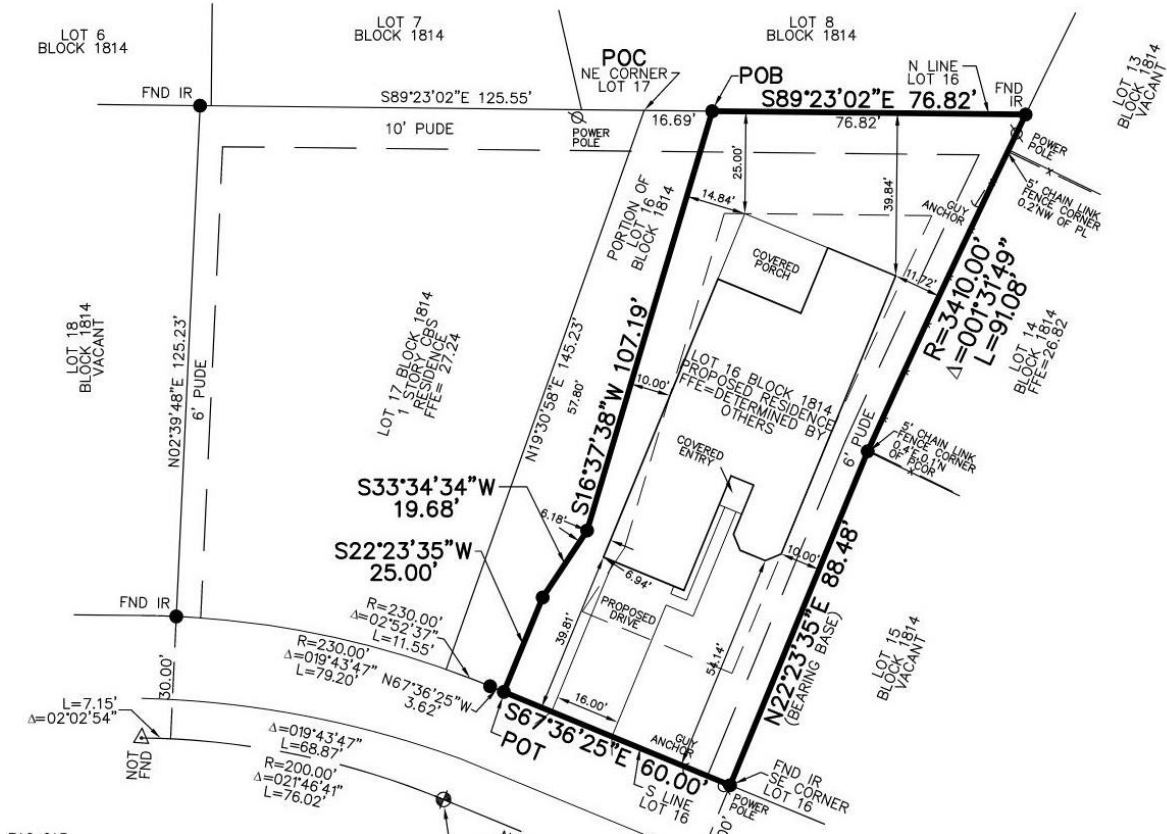 LOT 6
BLOCK 1814
LOT 7
BLOCK 1814
LOT 8
BLOCK 1814
LOT 13
BLOCK 1814
VACANT
POC
NE CORNER
LOT 17
POB
N LINE
LOT 16
FND
IR
FND IR
S89°23'02"E 125.55'
S89°23'02"E 76.82'
10' PUDE
POWER
POLE
16.69'
76.82'
POWER
POLE
25.00'
39.84'
5' CHAIN LINK
FENCE CORNER
0.2'NW OF PL
GUY
ANCHOR
PORTION OF
LOT 16
BLOCK 1814
14.84'
COVERED
PORCH
11.72'
R=3410.00'
Δ=001°31'49"
L=91.08'
LOT 14
BLOCK 1814
FFE=26.82
LOT 18
BLOCK 1814
VACANT
N02°39'48"E 125.23'
6' PUDE
LOT 17 BLOCK 1814
1 STORY CBS
RESIDENCE
FFE= 27.24
N19°30'58"E 145.23'
57.80'
S16°37'38"W 107.19'
10.00'
LOT 16 BLOCK 1814
PROPOSED RESIDENCE
FFE=DETERMINED BY
OTHERS
COVERED
ENTRY
6' PUDE
5' CHAIN LINK
FENCE CORNER
0.4'E,0.1'N
OF PCOR
S33°34'34"W
19.68'
6.18'
S22°23'35"W
25.00'
6.94'
10.00'
N22°23'35"E 88.48'
(BEARING BASE)
LOT 15
BLOCK 1814
VACANT
FND IR
R=230.00'
Δ=02°52'37"
L=11.55'
R=230.00'
Δ=019°43'47"
L=79.20'
N67°36'25"W
3.62'
PROPOSED
DRIVE
39.81'
54.14'
16.00'
30.00'
L=7.15'
Δ=02°02'54"
NOT
FND
Δ=019°43'47
L=68.87'
R=200.00'
Δ=021°46'41"
L=76.02'
POT
S67°36'25"E 60.00'
S LINE
LOT 16
GUY
ANCHOR
FND IR
SE CORNER
LOT 16
POWER
POLE